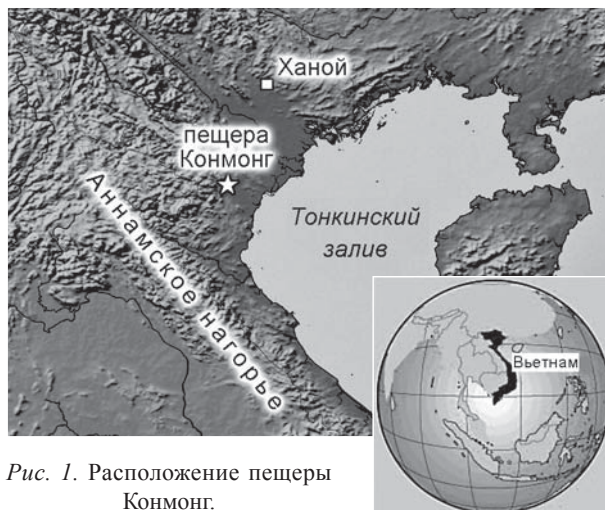 Ханой
пещера
Конмонг
Аннамское нагорье
Тонкинский
залив
Вьетнам
Рис. 1. Расположение пещеры
Конмонг.